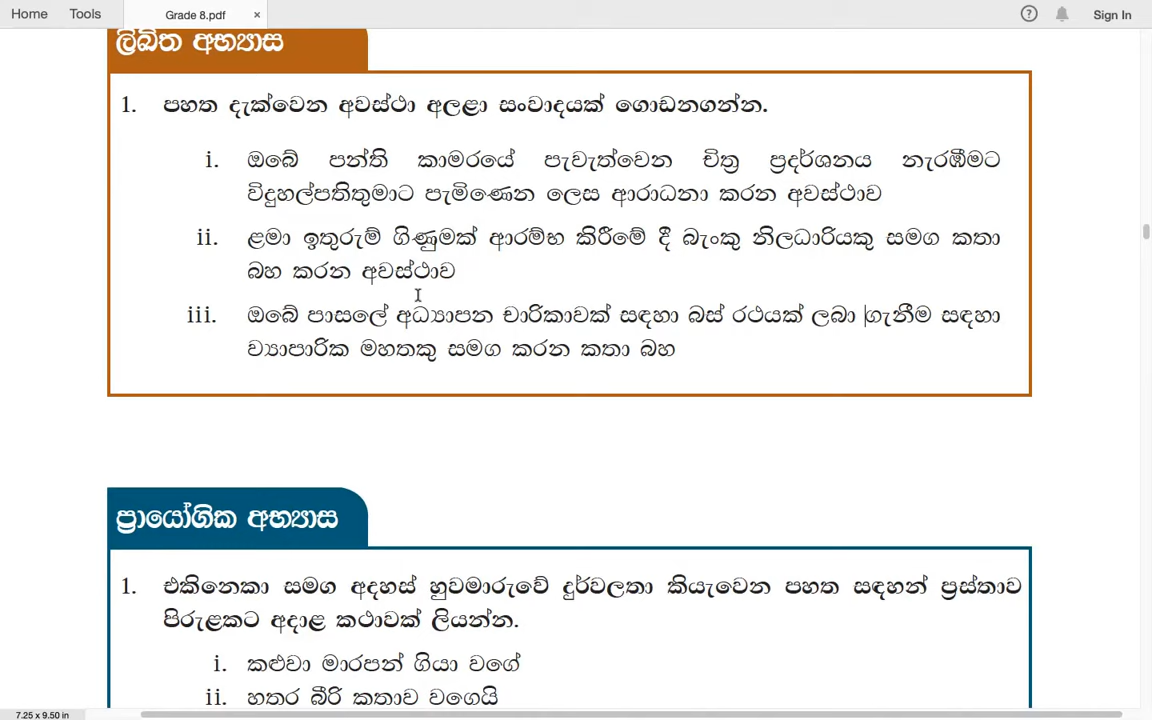 Home Tools Grade 8.pdf × Sign In
ලිඛිත අභ්‍යාස
1. පහත දැක්වෙන අවස්ථා අලළා සංවාදයක් ගොඩනගන්න.
i. ඔබේ පන්ති කාමරයේ පැවැත්වෙන චිත්‍ර ප්‍රදර්ශනය නැරඹීමට
විදුහල්පතිතුමාට පැමිණෙන ලෙස ආරාධනා කරන අවස්ථාව
ii. ළමා ඉතුරුම් ගිණුමක් ආරම්භ කිරීමේ දී බැංකු නිලධාරියකු සමග කතා
බහ කරන අවස්ථාව
iii. ඔබේ පාසලේ අධ්‍යාපන චාරිකාවක් සඳහා බස් රථයක් ලබා ගැනීම සඳහා
ව්‍යාපාරික මහතකු සමග කරන කතා බහ
ප්‍රායෝගික අභ්‍යාස
1. එකිනෙකා සමග අදහස් හුවමාරුවේ දුර්වලතා කියැවෙන පහත සඳහන් ප්‍රස්තාව
පිරුළකට අදාළ කථාවක් ලියන්න.
i. කළුවා මාරපන් ගියා වගේ
ii. හතර බීරි කතාව වගෙයි
7.25 x 9.50 in